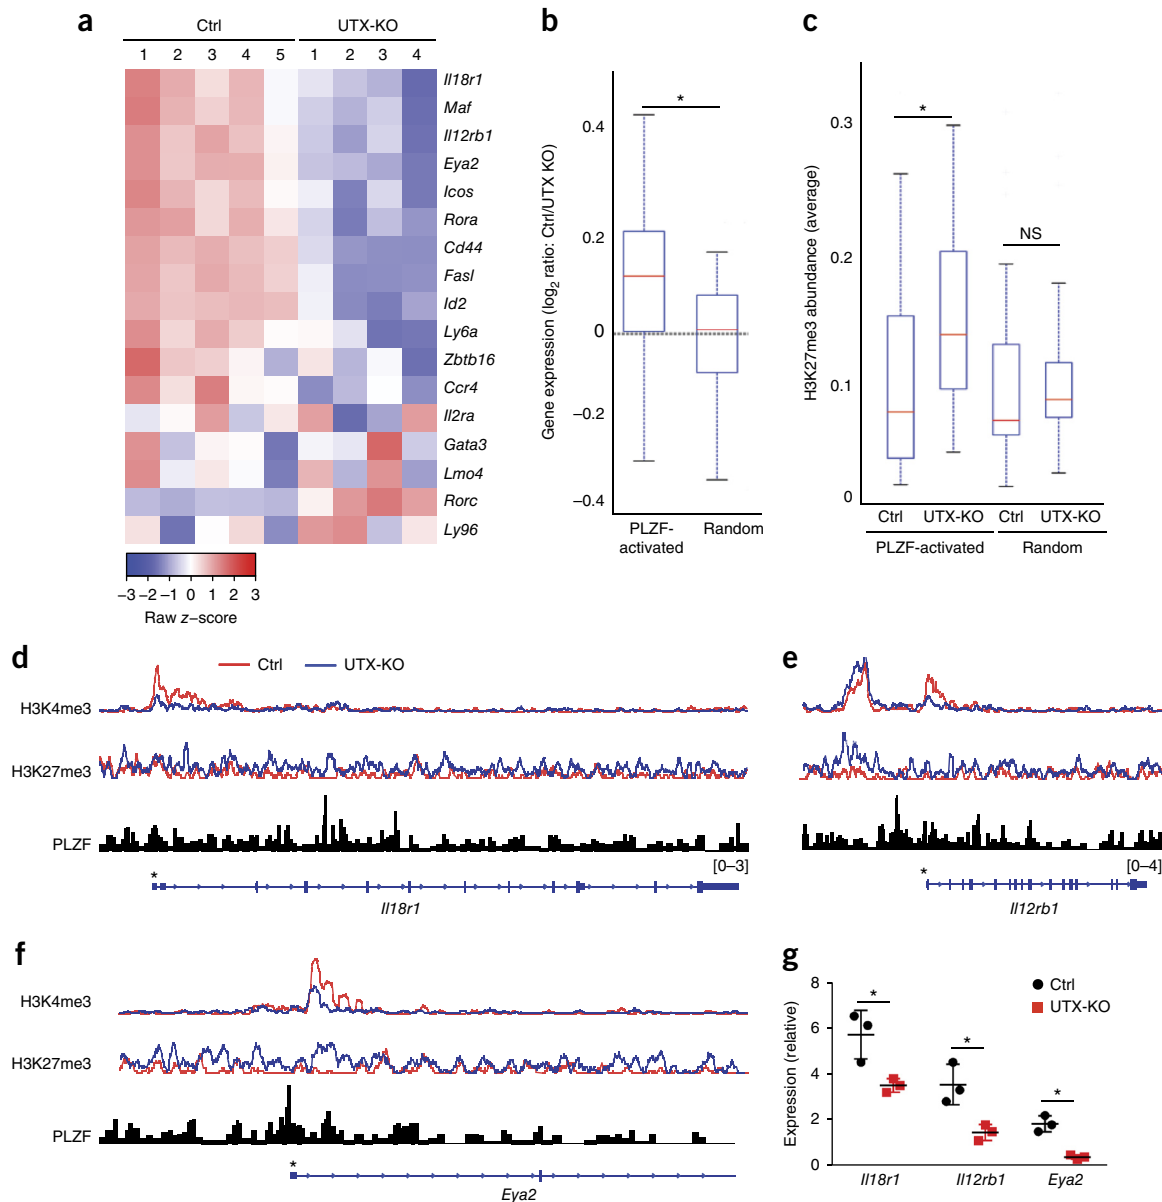 a
Ctrl UTX-KO
1 2 3 4 5 1 2 3 4
Il18r1
Maf
Il12rb1
Eya2
Icos
Rora
Cd44
Fasl
Id2
Ly6a
Zbtb16
Ccr4
Il2ra
Gata3
Lmo4
Rorc
Ly96
−3 −2 −1 0 1 2 3
Raw z−score
b
Gene expression (log2 ratio: Ctrl/UTX KO)
0.4
0.2
0
−0.2
−0.4
*
PLZF-
activated
Random
c
H3K27me3 abundance (average)
0.3
0.2
0.1
0
*
NS
Ctrl UTX-KO Ctrl UTX-KO
PLZF-activated Random
d
Ctrl UTX-KO
H3K4me3
H3K27me3
PLZF
[0–3]
*
Il18r1
e
[0–4]
*
Il12rb1
f
H3K4me3
H3K27me3
PLZF
*
Eya2
g
Expression (relative)
8
6
4
2
0
Ctrl
UTX-KO
* * *
Il18r1 Il12rb1 Eya2